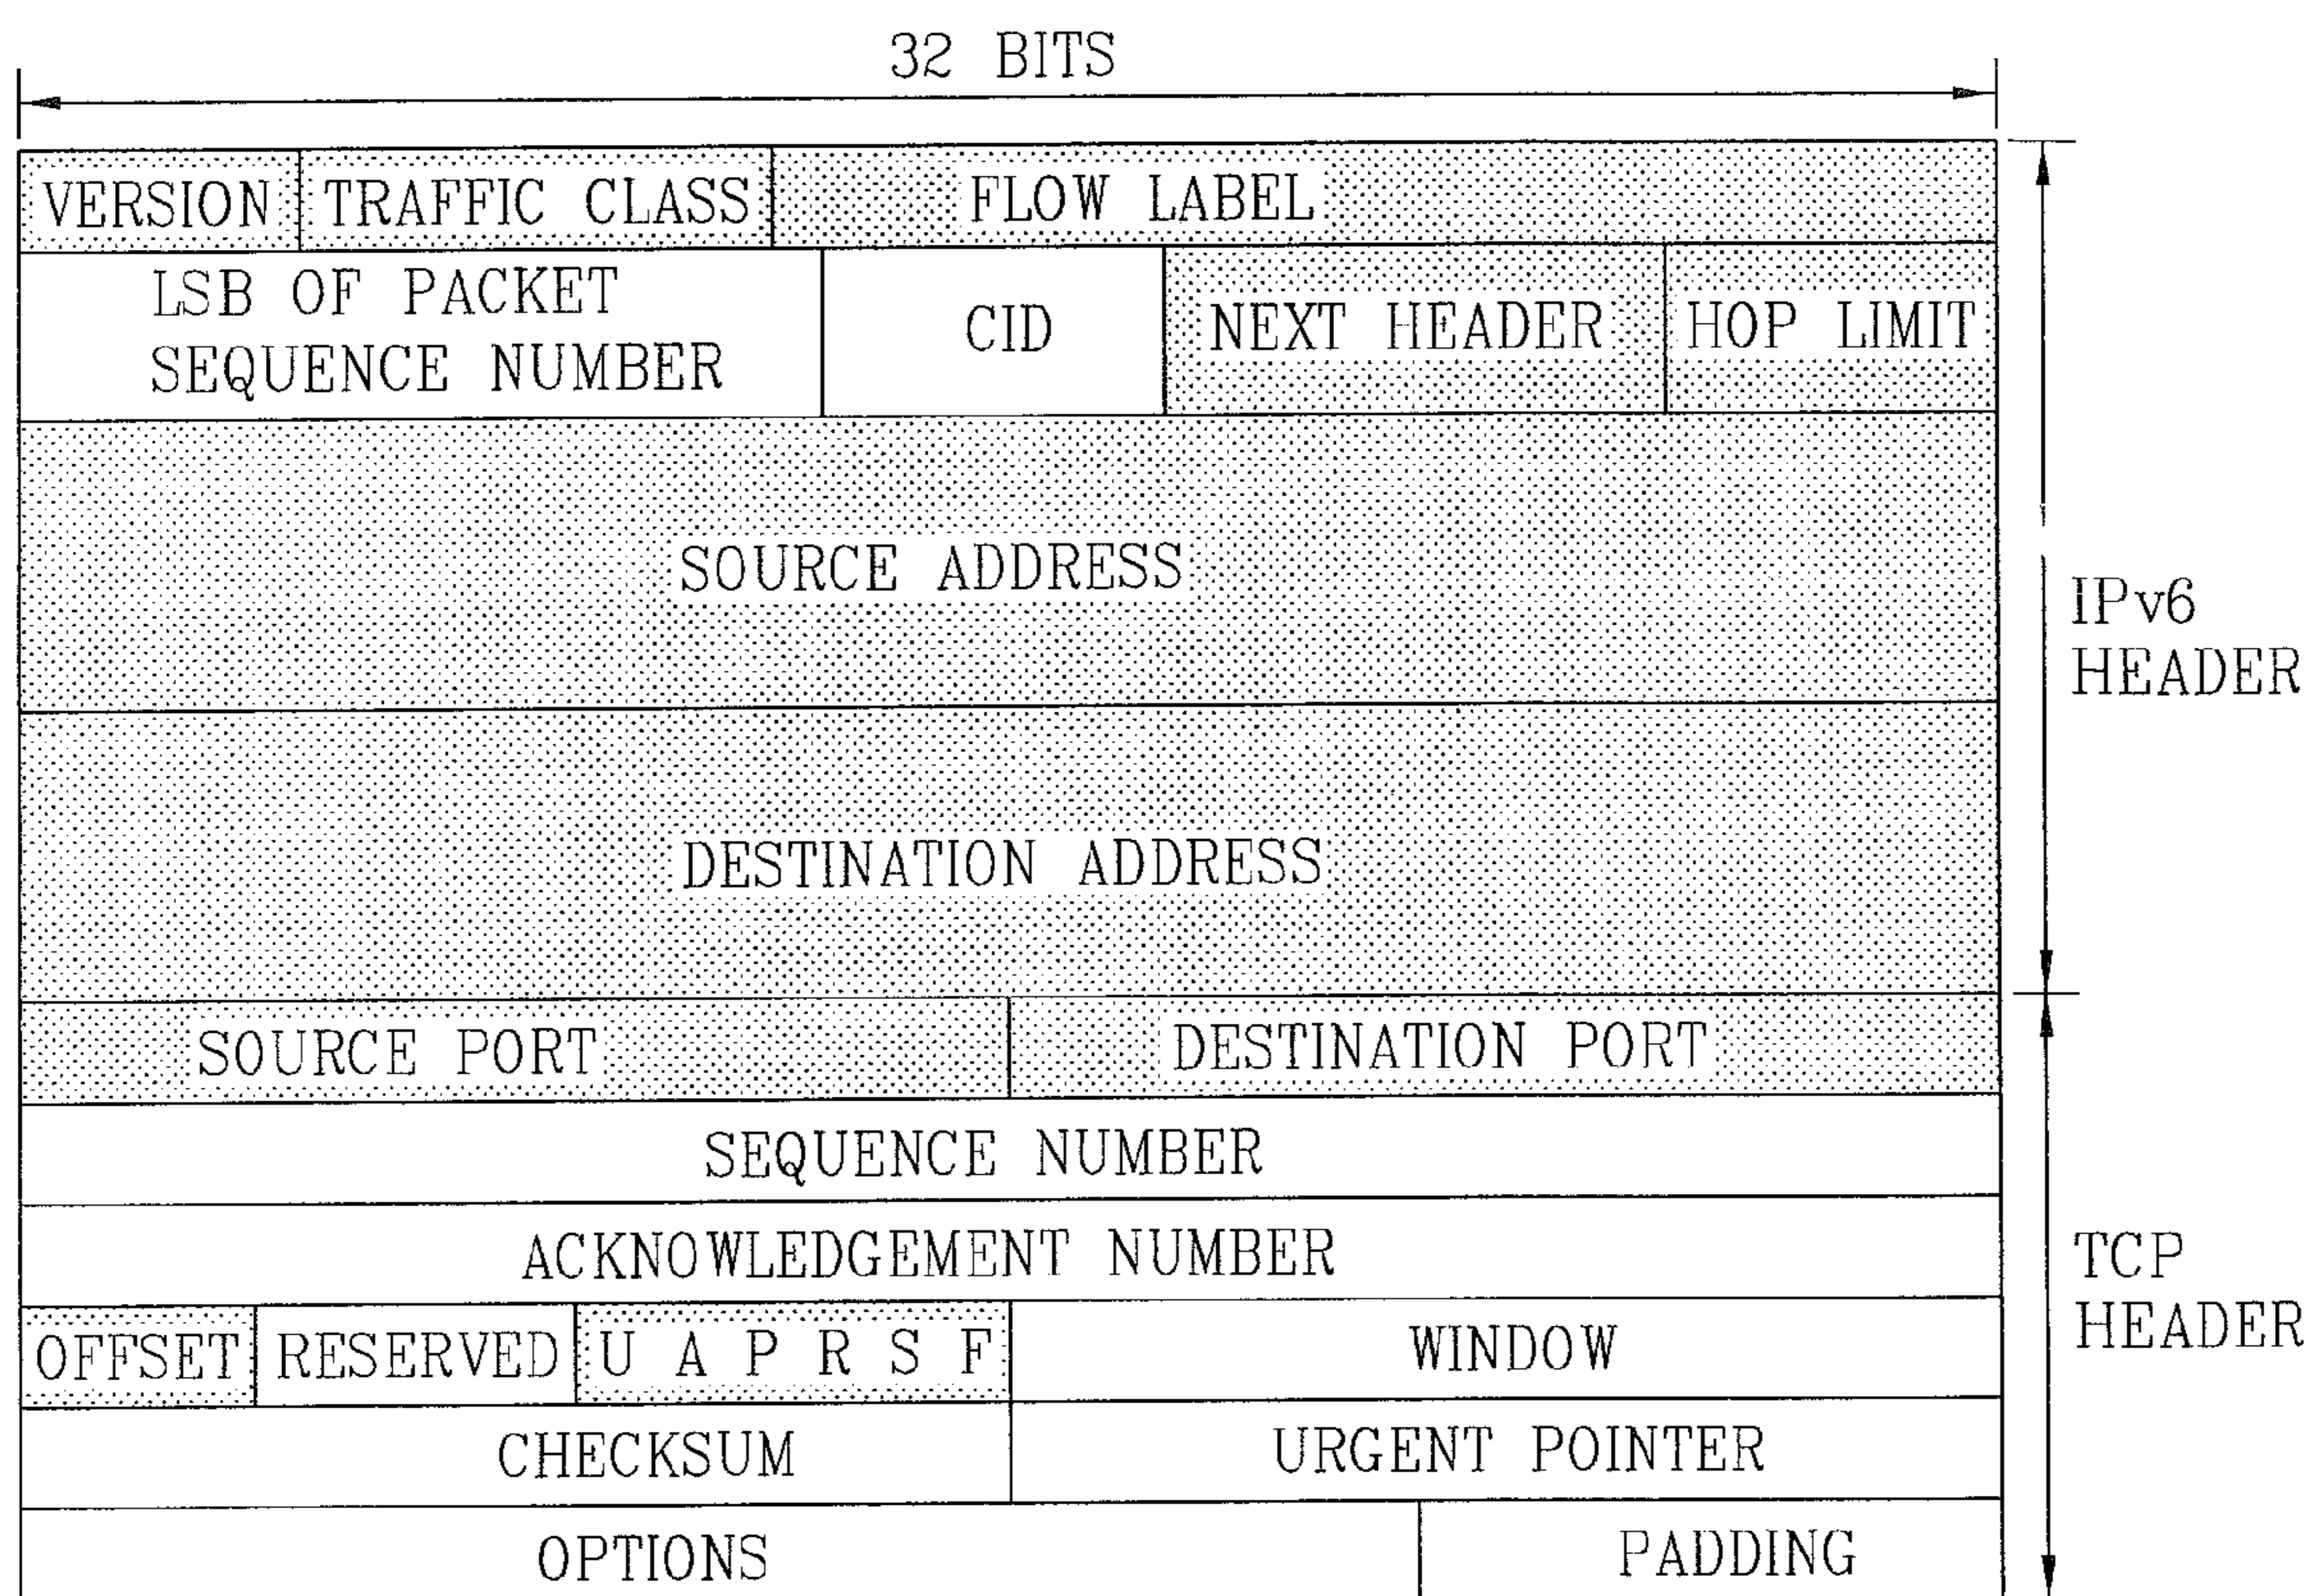 32 BITS
VERSION TRAFFIC CLASS FLOW LABEL
LSB OF PACKET
SEQUENCE NUMBER
CID NEXT HEADER HOP LIMIT
SOURCE ADDRESS
IPv6
HEADER
DESTINATION ADDRESS
SOURCE PORT DESTINATION PORT
SEQUENCE NUMBER
ACKNOWLEDGEMENT NUMBER
TCP
HEADER
OFFSET RESERVED U A P R S F WINDOW
CHECKSUM URGENT POINTER
OPTIONS PADDING